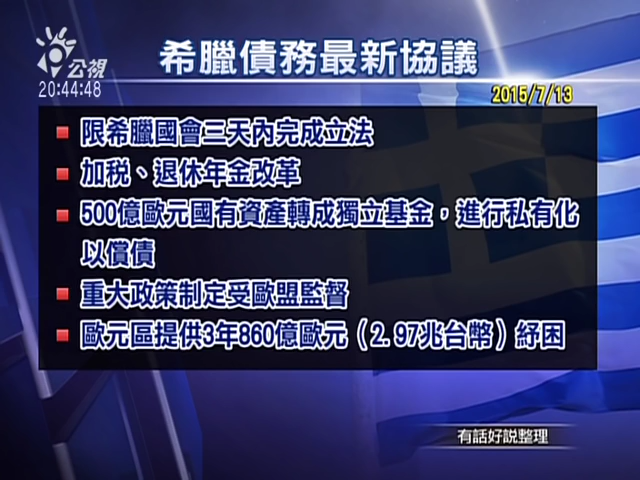 公視
20:44:48
希臘債務最新協議
2015/7/13
限希臘國會三天內完成立法
加稅、退休年金改革
500億歐元國有資產轉成獨立基金，進行私有化
以償債
重大政策制定受歐盟監督
歐元區提供3年860億歐元（2.97兆台幣）紓困
有話好說整理